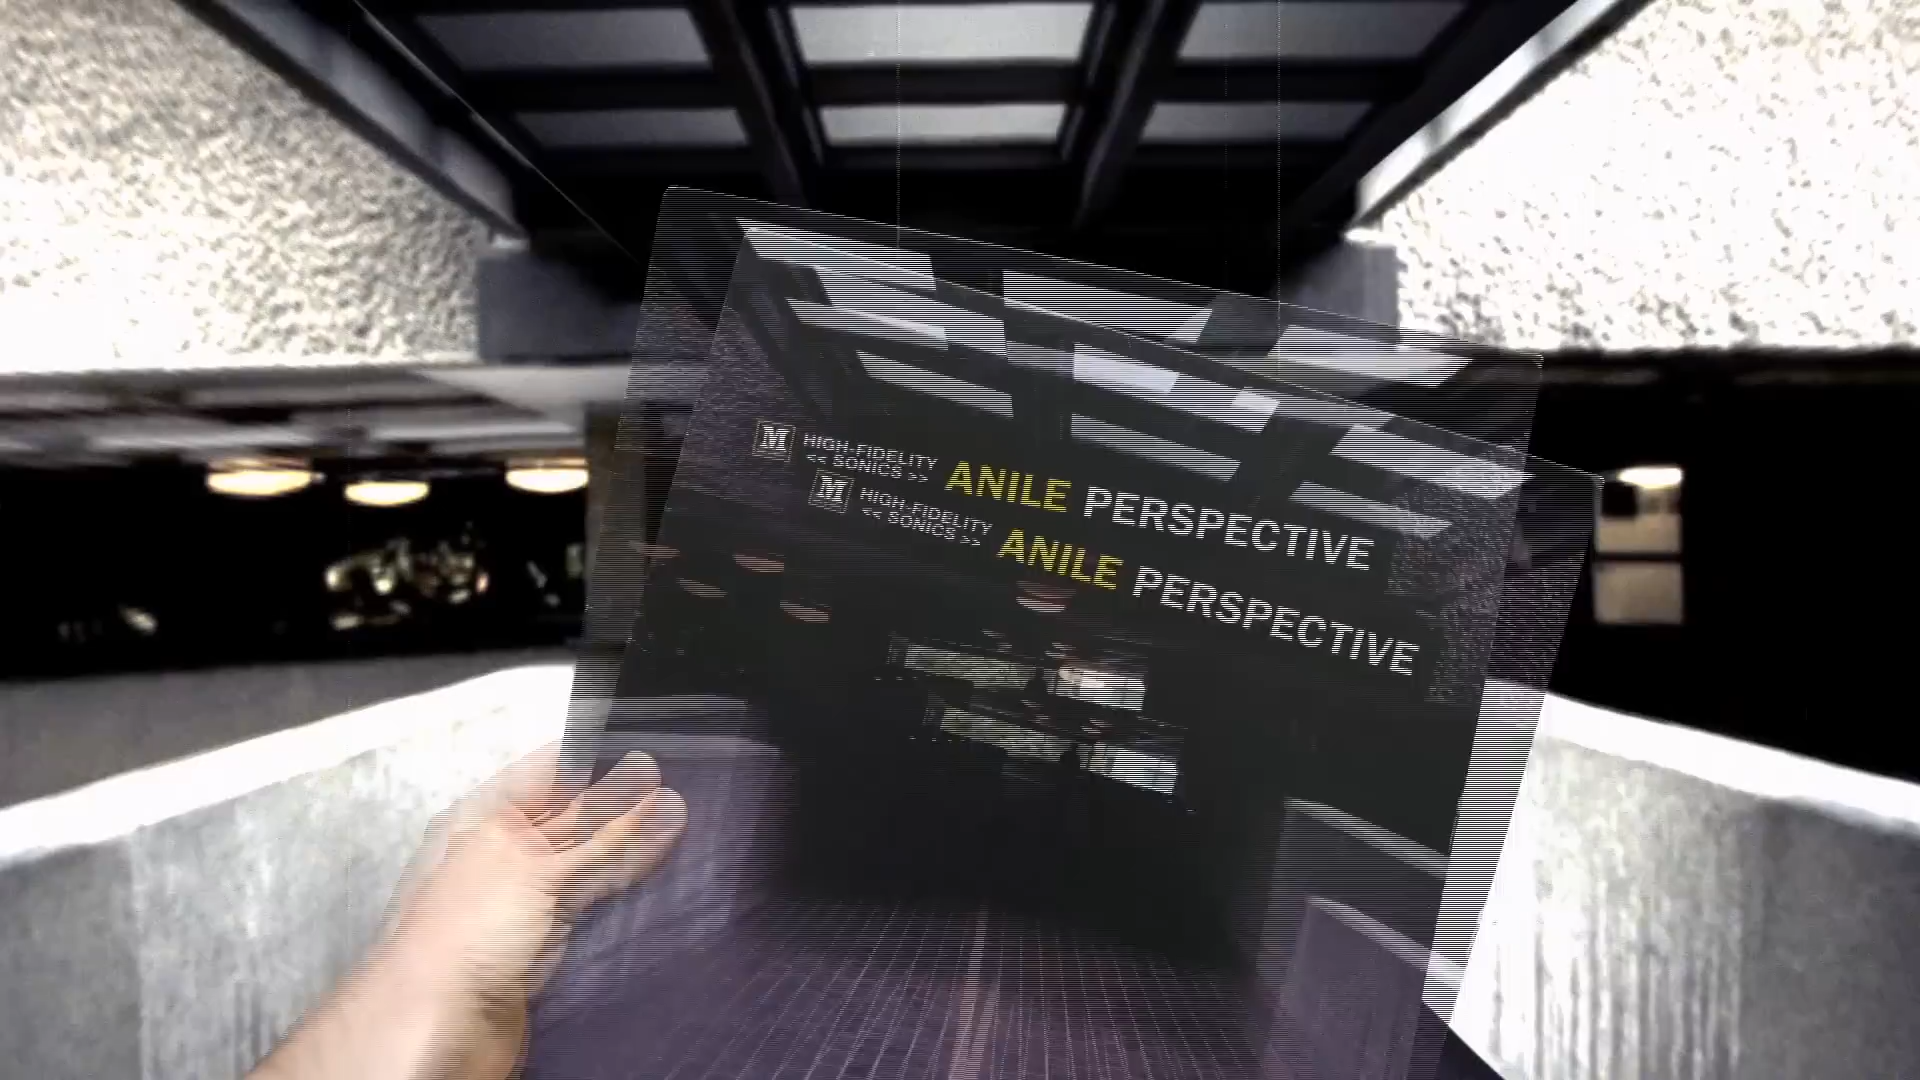 M HIGH-FIDELITY
<< SONICS >>
ANILE PERSPECTIVE
M HIGH-FIDELITY
<< SONICS >>
ANILE PERSPECTIVE